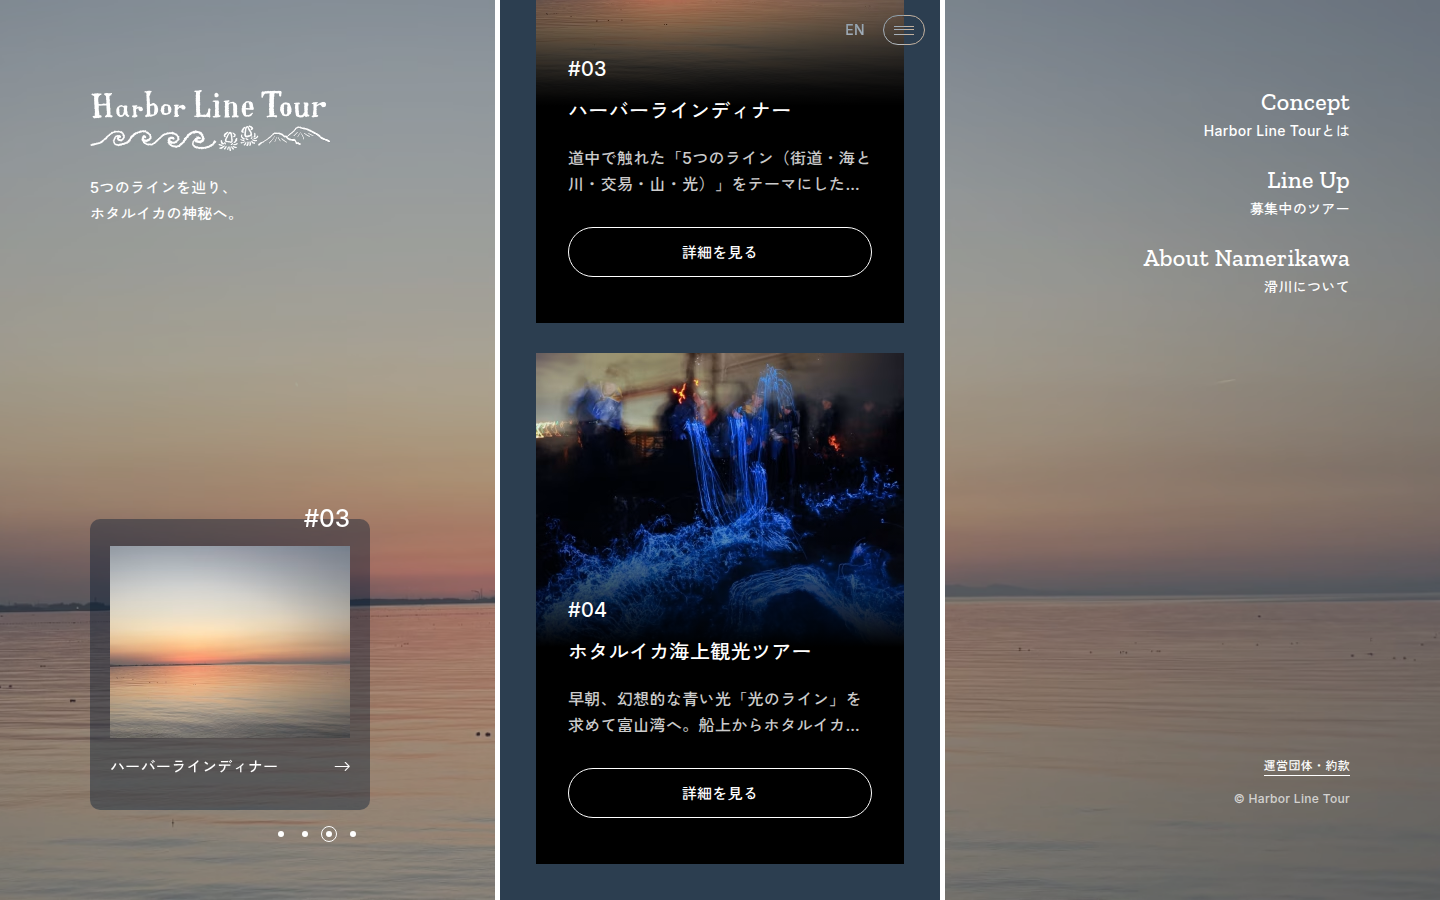 Harbor Line Tour
5つのラインを辿り、
ホタルイカの神秘へ。
#03
ハーバーラインディナー
EN
#03
ハーバーラインディナー
道中で触れた「5つのライン（街道・海と
川・交易・山・光）」をテーマにした...
詳細を見る
#04
ホタルイカ海上観光ツアー
早朝、幻想的な青い光「光のライン」を
求めて富山湾へ。船上からホタルイカ...
詳細を見る
Concept
Harbor Line Tourとは
Line Up
募集中のツアー
About Namerikawa
滑川について
運営団体・約款
© Harbor Line Tour